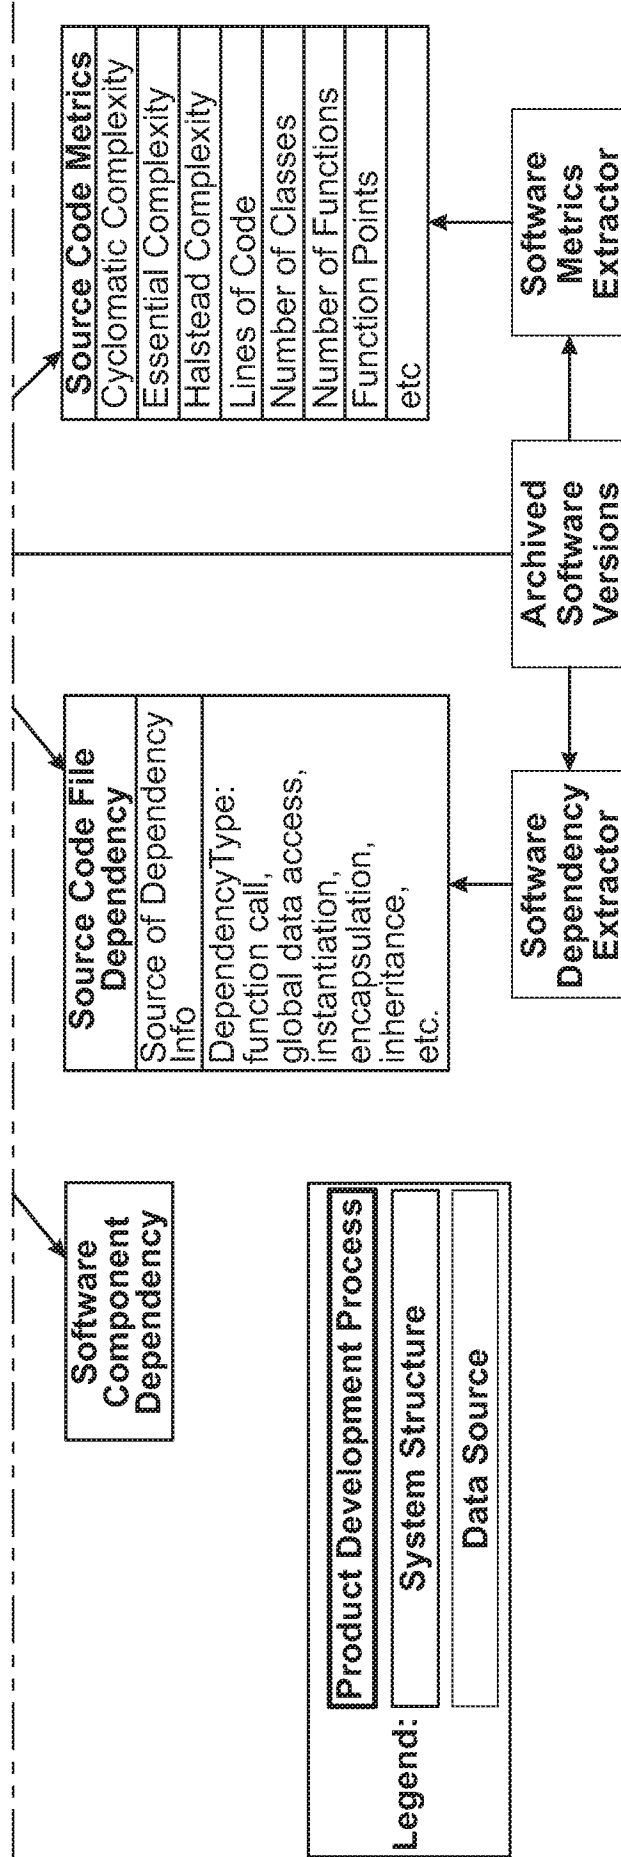 Software
Component
Dependency
Source Code File
Dependency
Source of Dependency
Info
DependencyType:
function call,
global data access,
instantiation,
encapsulation,
inheritance,
etc.
Source Code Metrics
Cyclomatic Complexity
Essential Complexity
Halstead Complexity
Lines of Code
Number of Classes
Number of Functions
Function Points
etc
Legend:
Product Development Process
System Structure
Data Source
Software
Dependency
Extractor
Archived
Software
Versions
Software
Metrics
Extractor